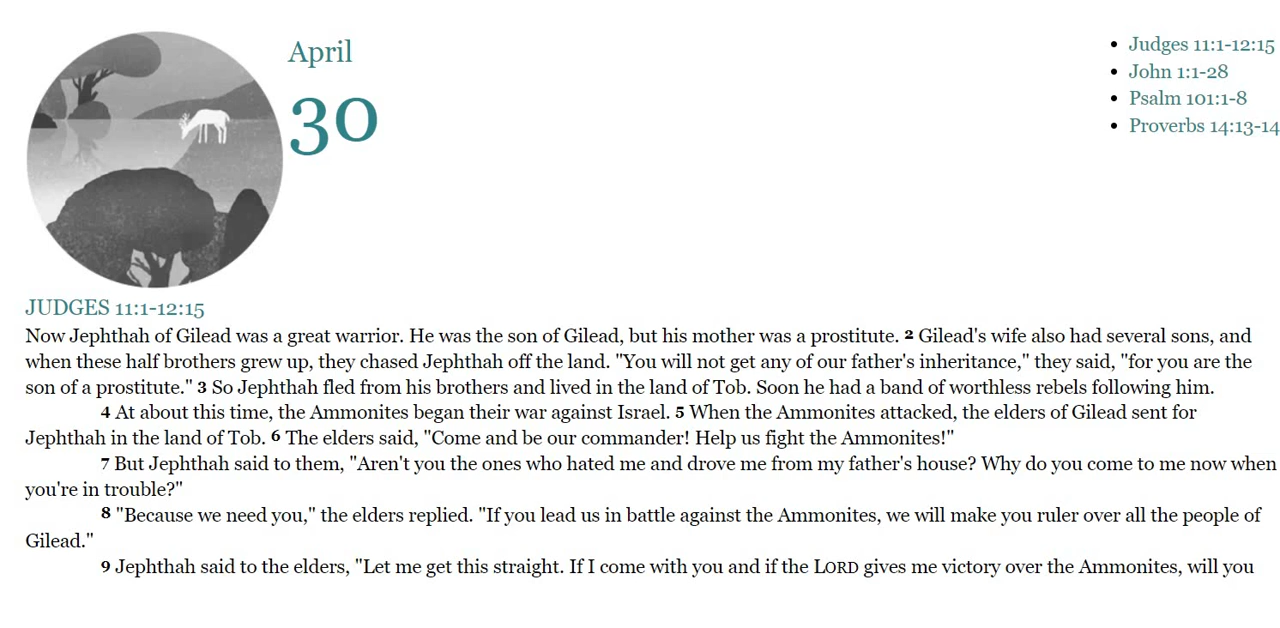 April
30
Judges 11:1-12:15
John 1:1-28
Psalm 101:1-8
Proverbs 14:13-14
JUDGES 11:1-12:15
Now Jephthah of Gilead was a great warrior. He was the son of Gilead, but his mother was a prostitute. 2 Gilead's wife also had several sons, and
when these half brothers grew up, they chased Jephthah off the land. "You will not get any of our father's inheritance," they said, "for you are the
son of a prostitute." 3 So Jephthah fled from his brothers and lived in the land of Tob. Soon he had a band of worthless rebels following him.
4 At about this time, the Ammonites began their war against Israel. 5 When the Ammonites attacked, the elders of Gilead sent for
Jephthah in the land of Tob. 6 The elders said, "Come and be our commander! Help us fight the Ammonites!"
7 But Jephthah said to them, "Aren't you the ones who hated me and drove me from my father's house? Why do you come to me now when
you're in trouble?"
8 "Because we need you," the elders replied. "If you lead us in battle against the Ammonites, we will make you ruler over all the people of
Gilead."
9 Jephthah said to the elders, "Let me get this straight. If I come with you and if the LORD gives me victory over the Ammonites, will you